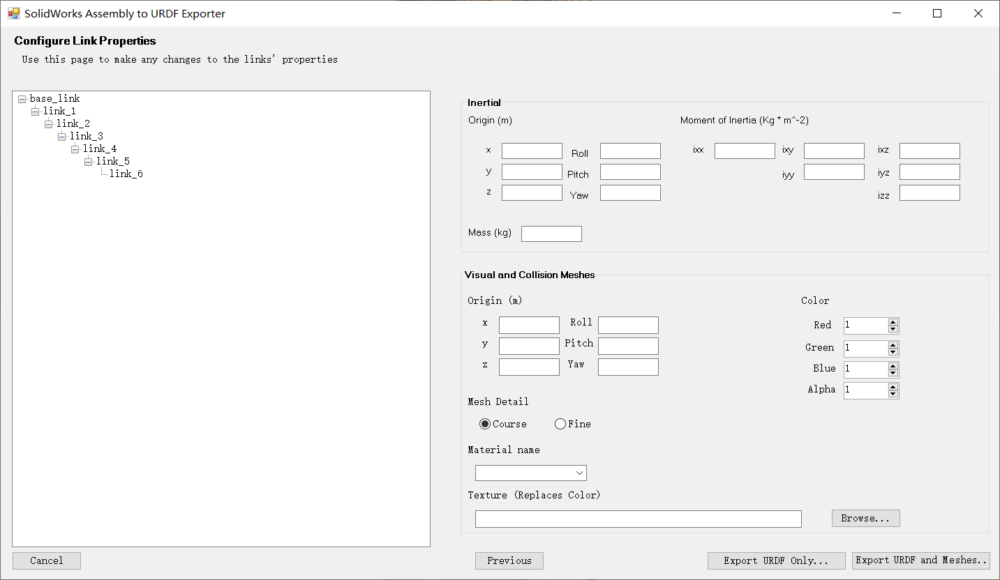 SolidWorks Assembly to URDF Exporter
Configure Link Properties
Use this page to make any changes to the links' properties
base_link
link_1
link_2
link_3
link_4
link_5
link_6
Inertial
Origin (m)
Moment of Inertia (Kg * m^-2)
x
Roll
ixx
ixy
ixz
y
Pitch
iyy
iyz
z
Yaw
izz
Mass (kg)
Visual and Collision Meshes
Origin (m)
Color
x
Roll
Red
1
y
Pitch
Green
1
z
Yaw
Blue
1
Alpha
1
Mesh Detail
Course
Fine
Material name
Texture (Replaces Color)
Browse...
Cancel
Previous
Export URDF Only...
Export URDF and Meshes..